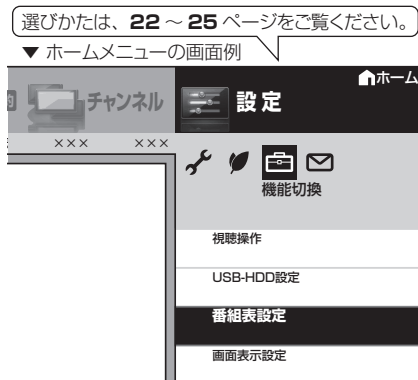 選びかたは、22～25 ページをご覧ください。
▼ ホームメニューの画面例
ホーム
チャンネル
設定
××× ×××
機能切換
視聴操作
USB-HDD設定
番組表設定
画面表示設定